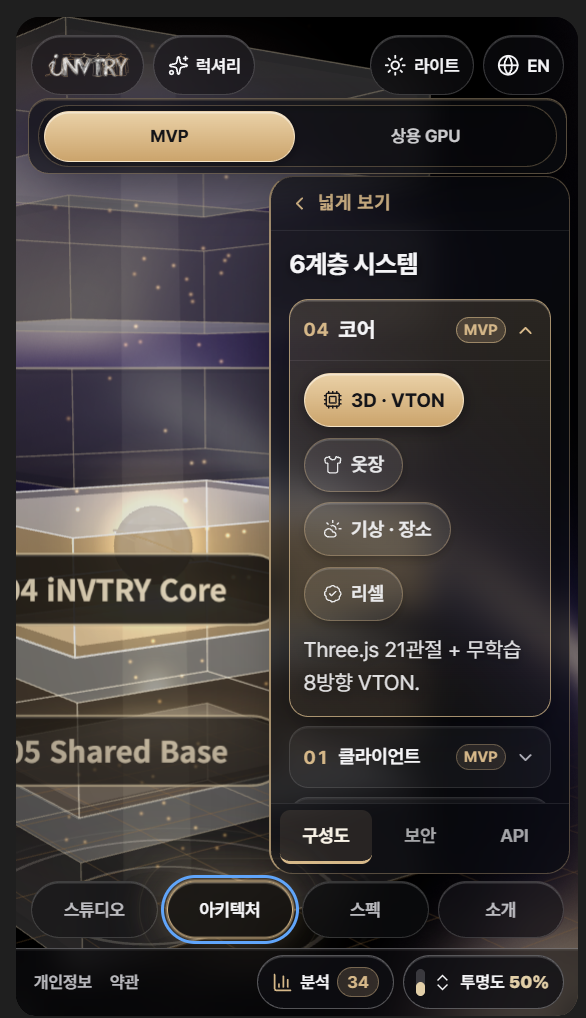 iNVTRY
럭셔리
라이트
EN
MVP
상용 GPU
넓게 보기
6계층 시스템
04 코어 MVP
3D · VTON
옷장
기상 · 장소
리셀
Three.js 21관절 + 무학습
8방향 VTON.
01 클라이언트 MVP
04 iNVTRY Core
05 Shared Base
구성도
보안
API
스튜디오
아키텍처
스펙
소개
개인정보
약관
분석 34
투명도 50%